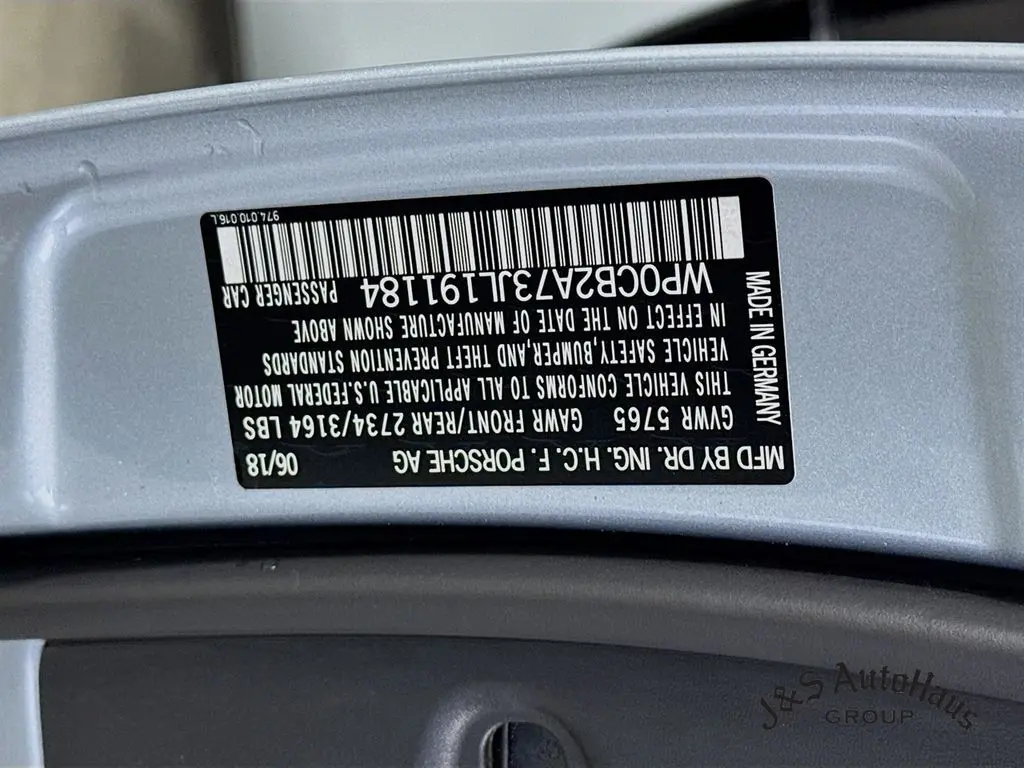 MFD BY DR. ING. H.C. F. PORSCHE AG 06/18
GVWR 5765 GAWR FRONT/REAR 2734/3164 LBS
THIS VEHICLE CONFORMS TO ALL APPLICABLE U.S.FEDERAL MOTOR
VEHICLE SAFETY,BUMPER,AND THEFT PREVENTION STANDARDS
IN EFFECT ON THE DATE OF MANUFACTURE SHOWN ABOVE
WP0CB2A73JL191184 PASSENGER CAR
974.010.016.L
MADE IN GERMANY
J&S AutoHaus
GROUP